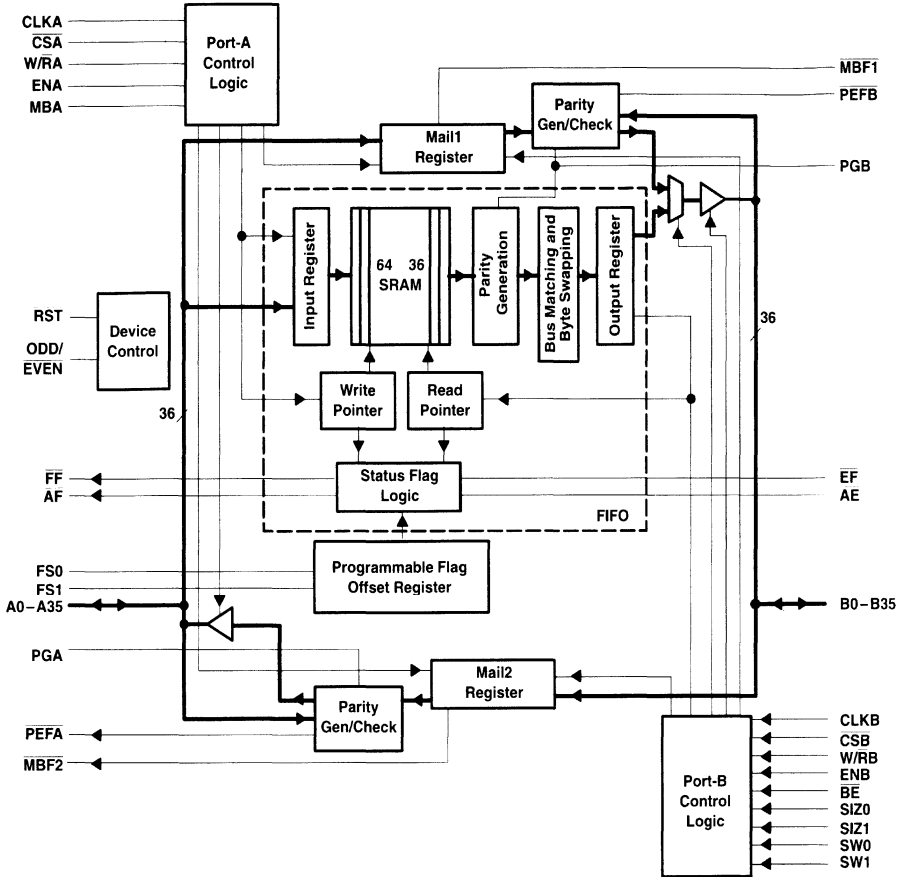 CLKA
CSA
W/RA
ENA
MBA
Port-A
Control
Logic
MBF1
PEFB
PGB
Parity
Gen/Check
Mail1
Register
Input Register
64 36
SRAM
Parity
Generation
Bus Matching and
Byte Swapping
Output Register
RST
ODD/
EVEN
Device
Control
36
36
Write
Pointer
Read
Pointer
FF
AF
Status Flag
Logic
EF
AE
FIFO
FS0
FS1
A0–A35
Programmable Flag
Offset Register
B0–B35
PGA
Mail2
Register
Parity
Gen/Check
PEFA
MBF2
Port-B
Control
Logic
CLKB
CSB
W/RB
ENB
BE
SIZ0
SIZ1
SW0
SW1